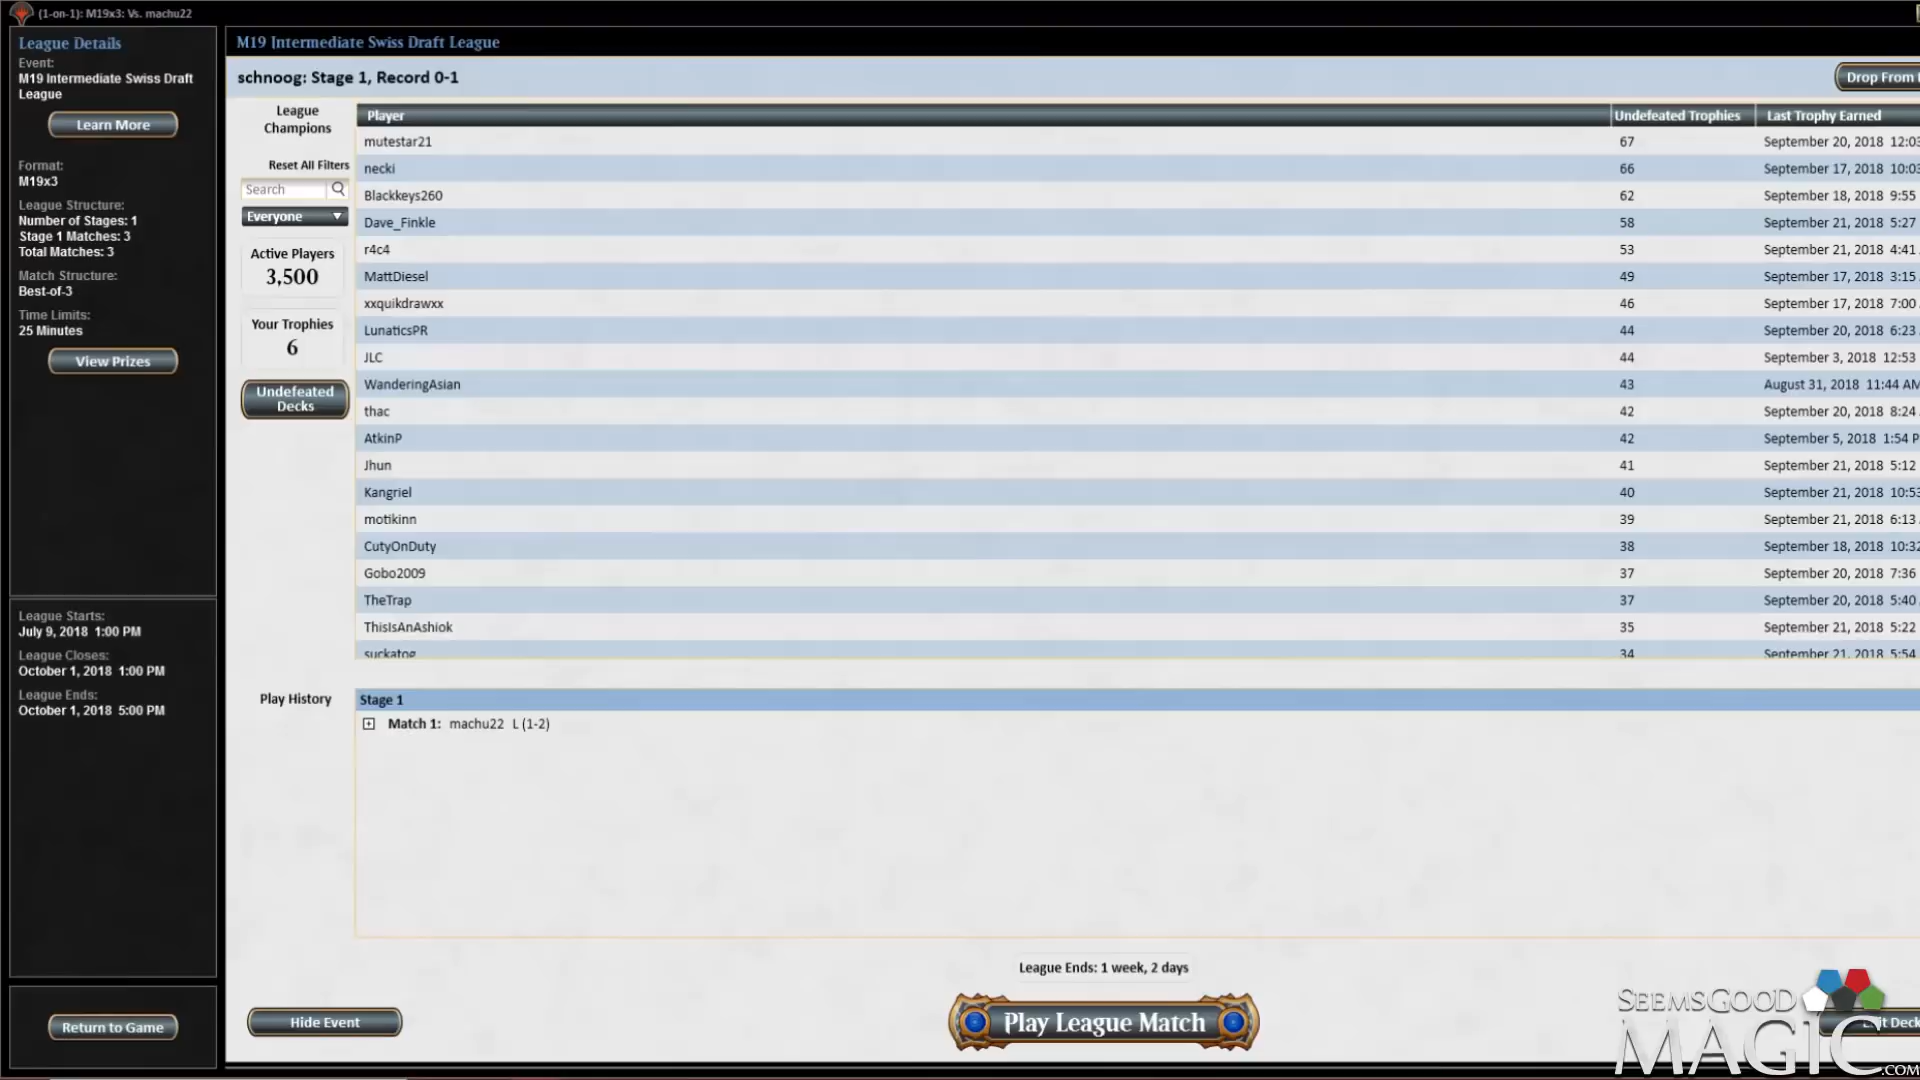 (1-on-1): M19x3: Vs. machu22
League Details
Event:
M19 Intermediate Swiss Draft
League
Learn More
Format:
M19x3
League Structure:
Number of Stages: 1
Stage 1 Matches: 3
Total Matches: 3
Match Structure:
Best-of-3
Time Limits:
25 Minutes
View Prizes
League Starts:
July 9, 2018 1:00 PM
League Closes:
October 1, 2018 1:00 PM
League Ends:
October 1, 2018 5:00 PM
Return to Game
M19 Intermediate Swiss Draft League
schnoog: Stage 1, Record 0-1
Drop From
League
Champions
Reset All Filters
Search
Everyone
Active Players
3,500
Your Trophies
6
Undefeated
Decks
Player Undefeated Trophies Last Trophy Earned
mutestar21 67 September 20, 2018 12:03
necki 66 September 17, 2018 10:03
Blackkeys260 62 September 18, 2018 9:55
Dave_Finkle 58 September 21, 2018 5:27
r4c4 53 September 21, 2018 4:41
MattDiesel 49 September 17, 2018 3:15
xxquikdrawxx 46 September 17, 2018 7:00
LunaticsPR 44 September 20, 2018 6:23
JLC 44 September 3, 2018 12:53
WanderingAsian 43 August 31, 2018 11:44 AM
thac 42 September 20, 2018 8:24
AtkinP 42 September 5, 2018 1:54 P
Jhun 41 September 21, 2018 5:12
Kangriel 40 September 21, 2018 10:53
motikinn 39 September 21, 2018 6:13
CutyOnDuty 38 September 18, 2018 10:32
Gobo2009 37 September 20, 2018 7:36
TheTrap 37 September 20, 2018 5:40
ThisIsAnAshiok 35 September 21, 2018 5:22
suckatog 34 September 21, 2018 5:54
Play History
Stage 1
Match 1: machu22 L (1-2)
League Ends: 1 week, 2 days
Hide Event
Play League Match
Deck
SEEMSGOOD
MAGIC.COM